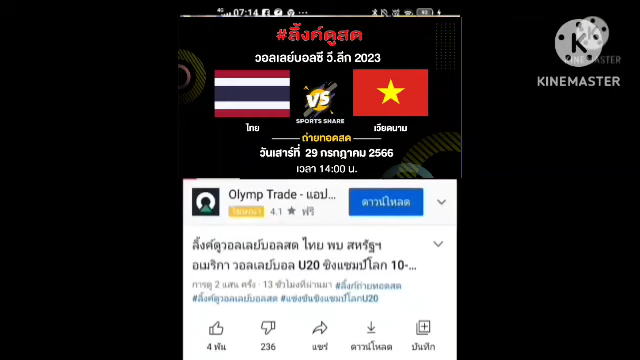 4G 07:14
#ลิ้งค์ดูสด
วอลเลย์บอลซี วี.ลีก 2023
VS
SPORTS SHARE
ไทย
เวียดนาม
ถ่ายทอดสด
วันเสาร์ที่ 29 กรกฎาคม 2566
เวลา 14:00 น.
K
KINEMASTER
KINEMASTER
Olymp Trade - แอป...
ดาวน์โหลด
โฆษณา 4.1 ★ ฟรี
ลิ้งค์ดูวอลเลย์บอลสด ไทย พบ สหรัฐฯ
อเมริกา วอลเลย์บอล U20 ชิงแชมป์โลก 10-...
การดู 2 แสน ครั้ง · 13 ชั่วโมงที่ผ่านมา #ลิ้งก์ถ่ายทอดสด
#ลิ้งค์ดูวอลเลย์บอลสด #แข่งขันชิงแชมป์โลกU20
4 พัน
236
แชร์
ดาวน์โหลด
บันทึก